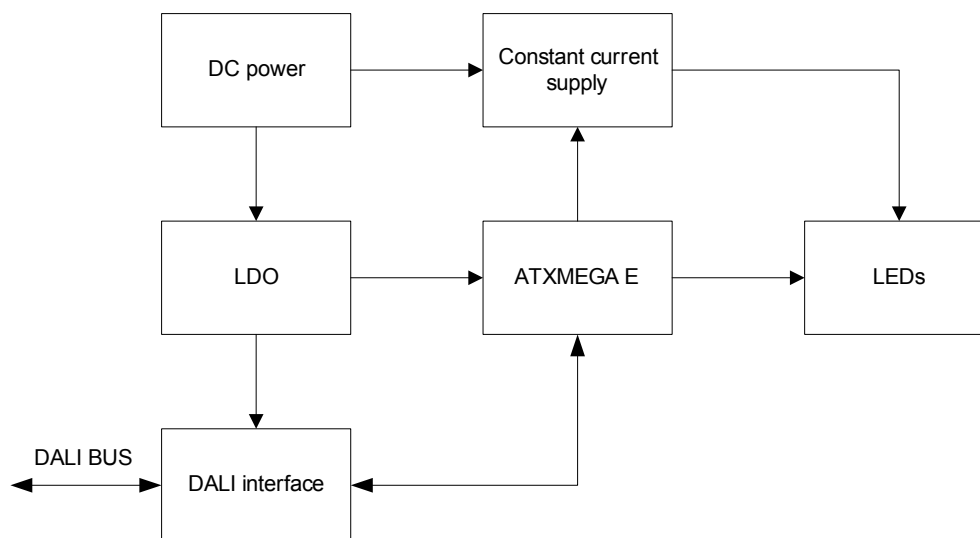 DC power
Constant current
supply
LDO
ATXMEGA E
LEDs
DALI BUS
DALI interface